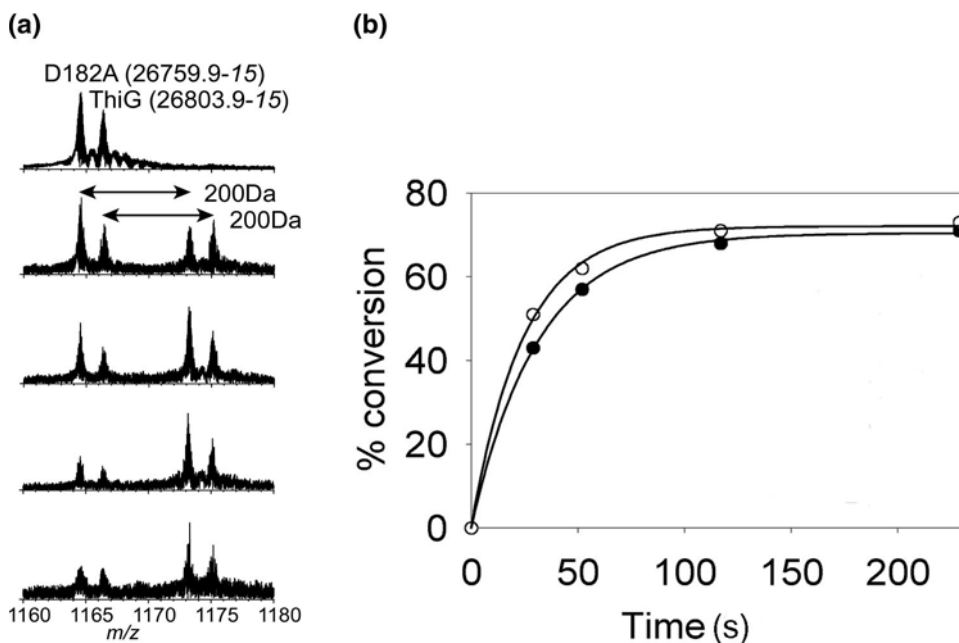 (a)
D182A (26759.9-15)
ThiG (26803.9-15)
200Da
200Da
1160 1165 1170 1175 1180
m/z
(b)
80
60
40
20
0
% conversion
0 50 100 150 200
Time (s)